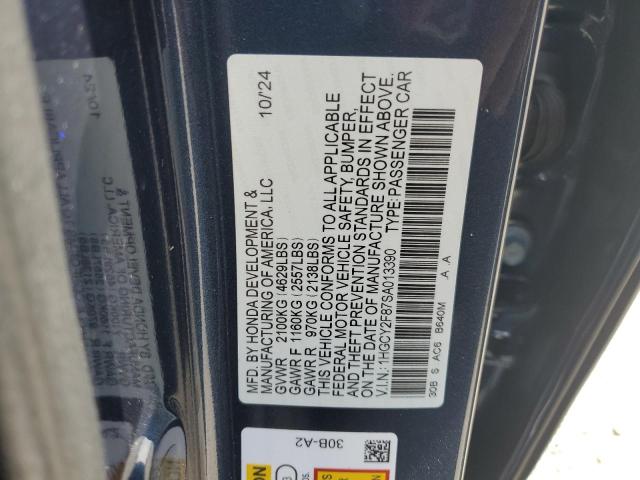 MFD. BY HONDA DEVELOPMENT & 10/24
MANUFACTURING OF AMERICA, LLC
GVWR 2100KG (4629LBS)
GAWR F 1160KG (2557LBS)
GAWR R 970KG (2138LBS)
THIS VEHICLE CONFORMS TO ALL APPLICABLE
FEDERAL MOTOR VEHICLE SAFETY, BUMPER,
AND THEFT PREVENTION STANDARDS IN EFFECT
ON THE DATE OF MANUFACTURE SHOWN ABOVE.
V.I.N.: 1HGCY2F87SA013390 TYPE: PASSENGER CAR
30B S AC6 B640M A A
30B-A2